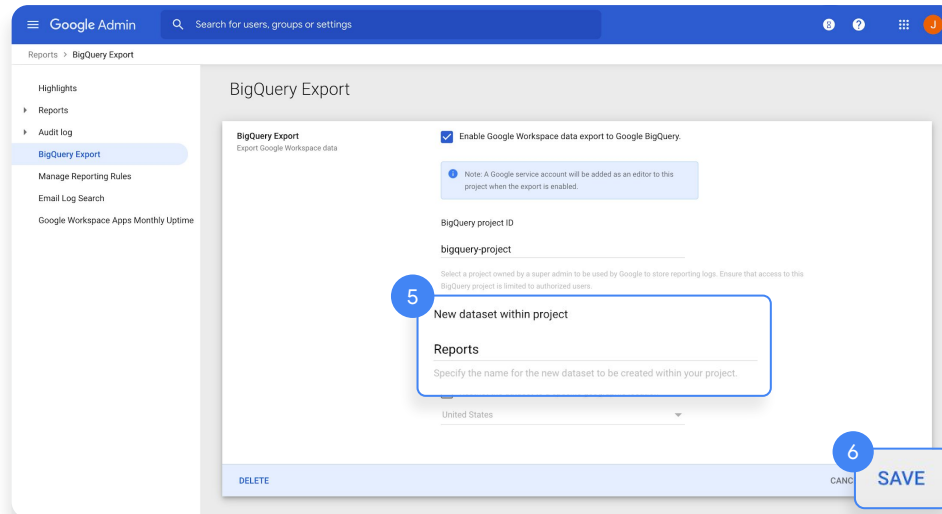 Google Admin
Search for users, groups or settings
8
?
J
Reports > BigQuery Export
Highlights
Reports
Audit log
BigQuery Export
Manage Reporting Rules
Email Log Search
Google Workspace Apps Monthly Uptime
BigQuery Export
BigQuery Export
Export Google Workspace data
Enable Google Workspace data export to Google BigQuery.
Note: A Google service account will be added as an editor to this
project when the export is enabled.
BigQuery project ID
bigquery-project
Select a project owned by a super admin to be used by Google to store reporting logs. Ensure that access to this
BigQuery project is limited to authorized users.
5
New dataset within project
Reports
Specify the name for the new dataset to be created within your project.
United States
DELETE
CANC
6
SAVE